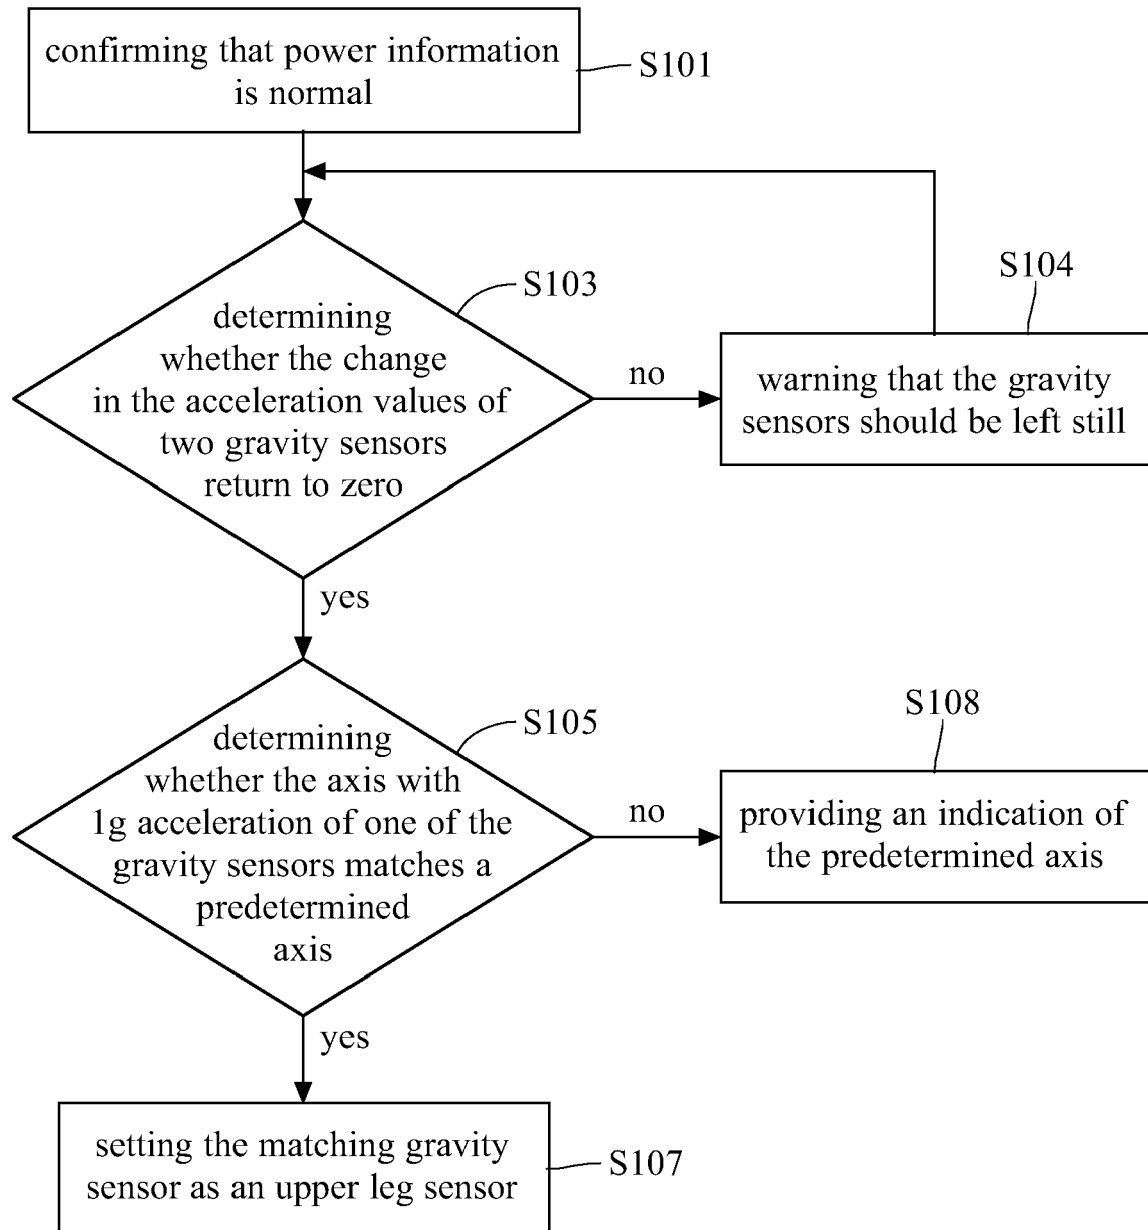 confirming that power information
is normal
S101
S103
determining
whether the change
in the acceleration values of
two gravity sensors
return to zero
no
S104
warning that the gravity
sensors should be left still
yes
S105
determining
whether the axis with
1g acceleration of one of the
gravity sensors matches a
predetermined
axis
no
S108
providing an indication of
the predetermined axis
yes
setting the matching gravity
sensor as an upper leg sensor
S107